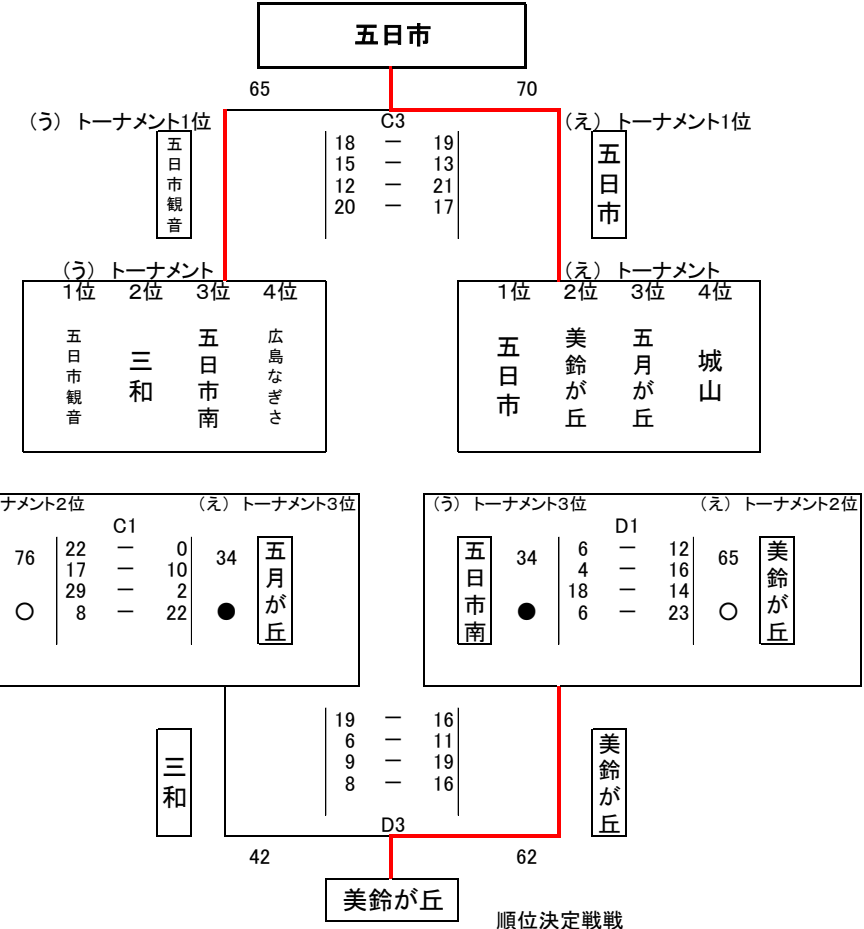 五日市
65 70
(う) トーナメント1位 C3 (え) トーナメント1位
五日市観音
18 ー 19
15 ー 13
12 ー 21
20 ー 17
五日市
(う) トーナメント
1位 2位 3位 4位
五日市観音
三和
五日市南
広島なぎさ
(え) トーナメント
1位 2位 3位 4位
五日市
美鈴が丘
五月が丘
城山
ナメント2位 (え) トーナメント3位
C1
76
○
22 ー 0
17 ー 10
29 ー 2
8 ー 22
34
●
五月が丘
(う) トーナメント3位 (え) トーナメント2位
D1
五日市南
34
●
6 ー 12
4 ー 16
18 ー 14
6 ー 23
65
○
美鈴が丘
三和
19 ー 16
6 ー 11
9 ー 19
8 ー 16
美鈴が丘
D3
42 62
美鈴が丘
順位決定戦戦